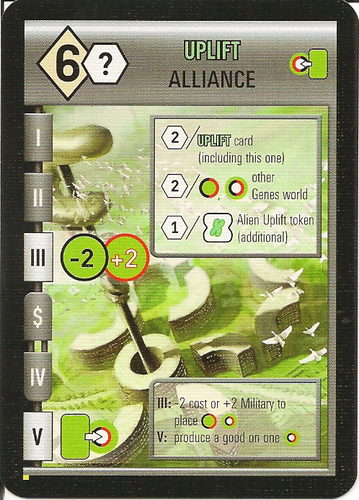 6 ?
UPLIFT
ALLIANCE
I
2 / UPLIFT card
(including this one)
II
2 / other
Genes world
1 / Alien Uplift token
(additional)
III
-2 +2
$
IV
V
III: -2 cost or +2 Military to
place
V: produce a good on one